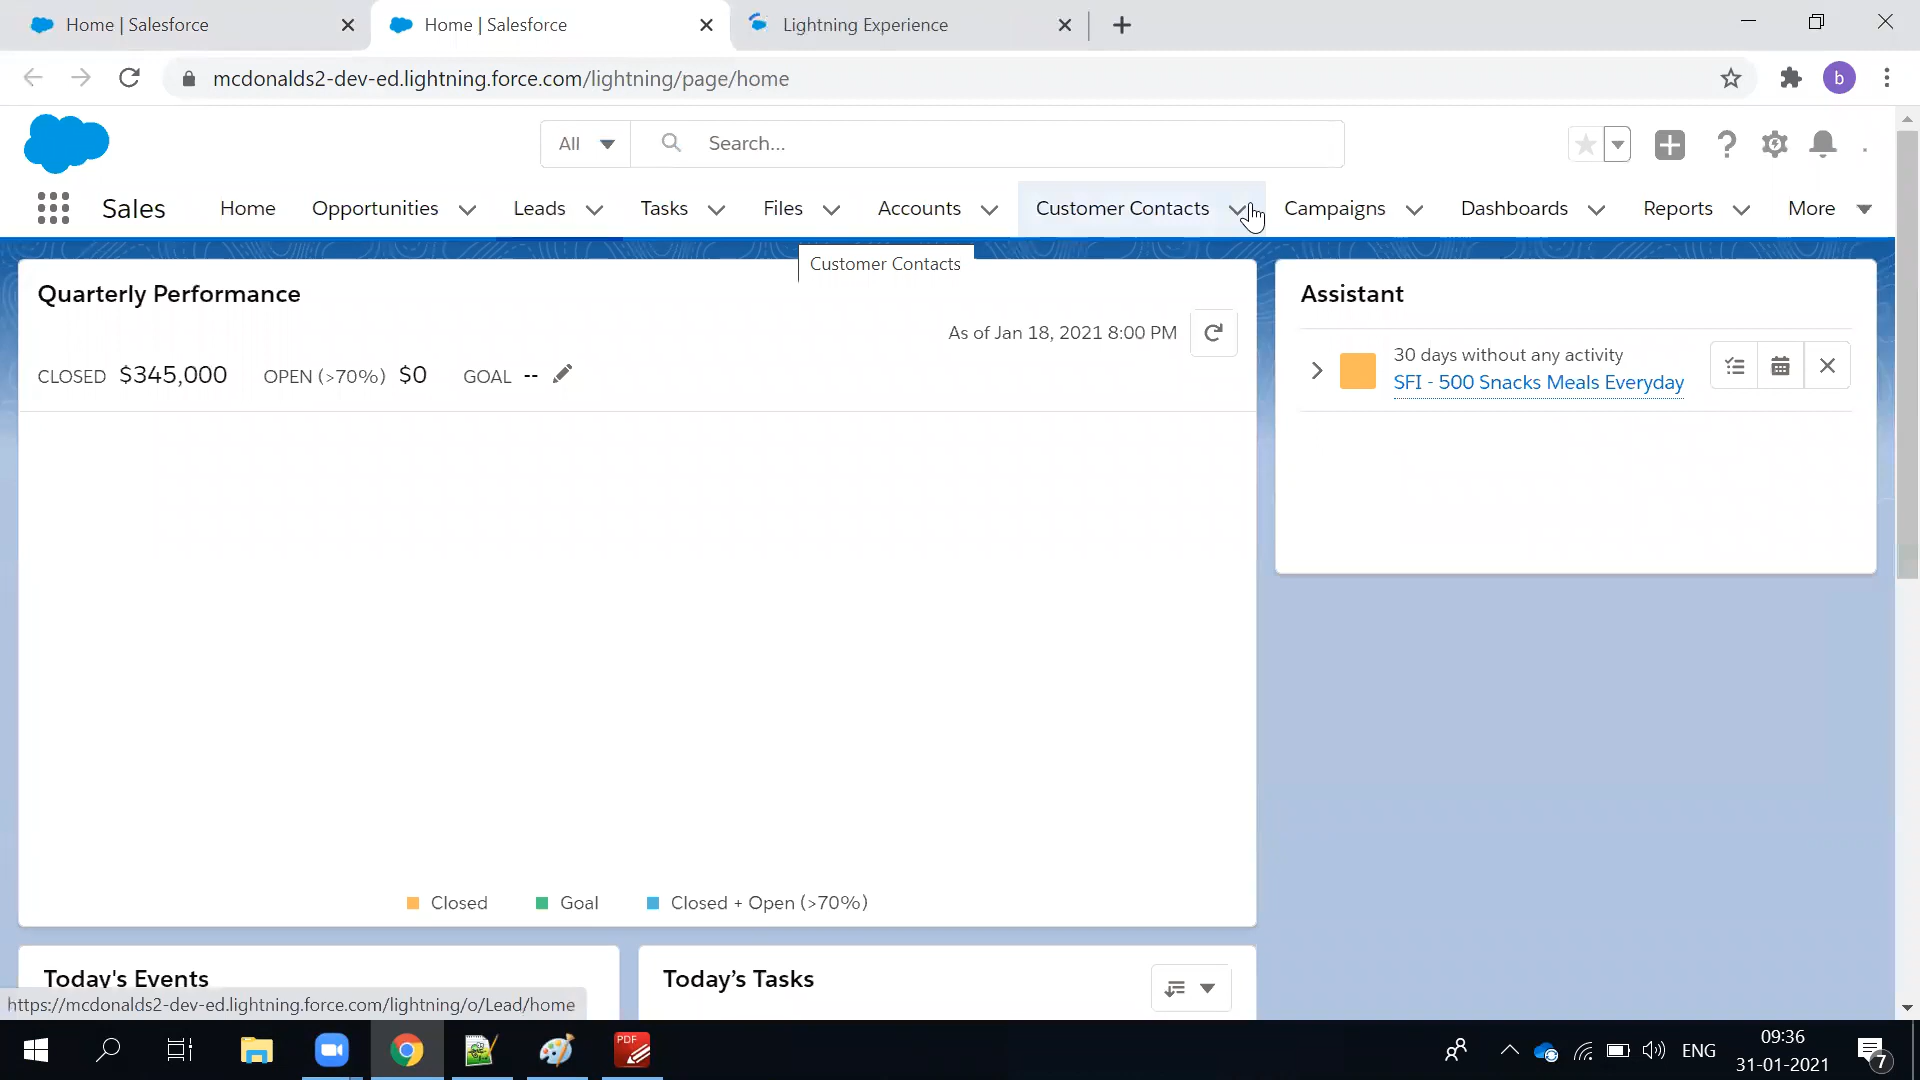 Home | Salesforce
Home | Salesforce
Lightning Experience
mcdonalds2-dev-ed.lightning.force.com/lightning/page/home
b
All
Search...
Sales
Home
Opportunities
Leads
Tasks
Files
Accounts
Customer Contacts
Campaigns
Dashboards
Reports
More
Customer Contacts
Quarterly Performance
As of Jan 18, 2021 8:00 PM
CLOSED $345,000 OPEN (>70%) $0 GOAL --
Closed
Goal
Closed + Open (>70%)
Assistant
30 days without any activity
SFI - 500 Snacks Meals Everyday
Today's Events
Today’s Tasks
https://mcdonalds2-dev-ed.lightning.force.com/lightning/o/Lead/home
PDF
ENG
09:36
31-01-2021
7